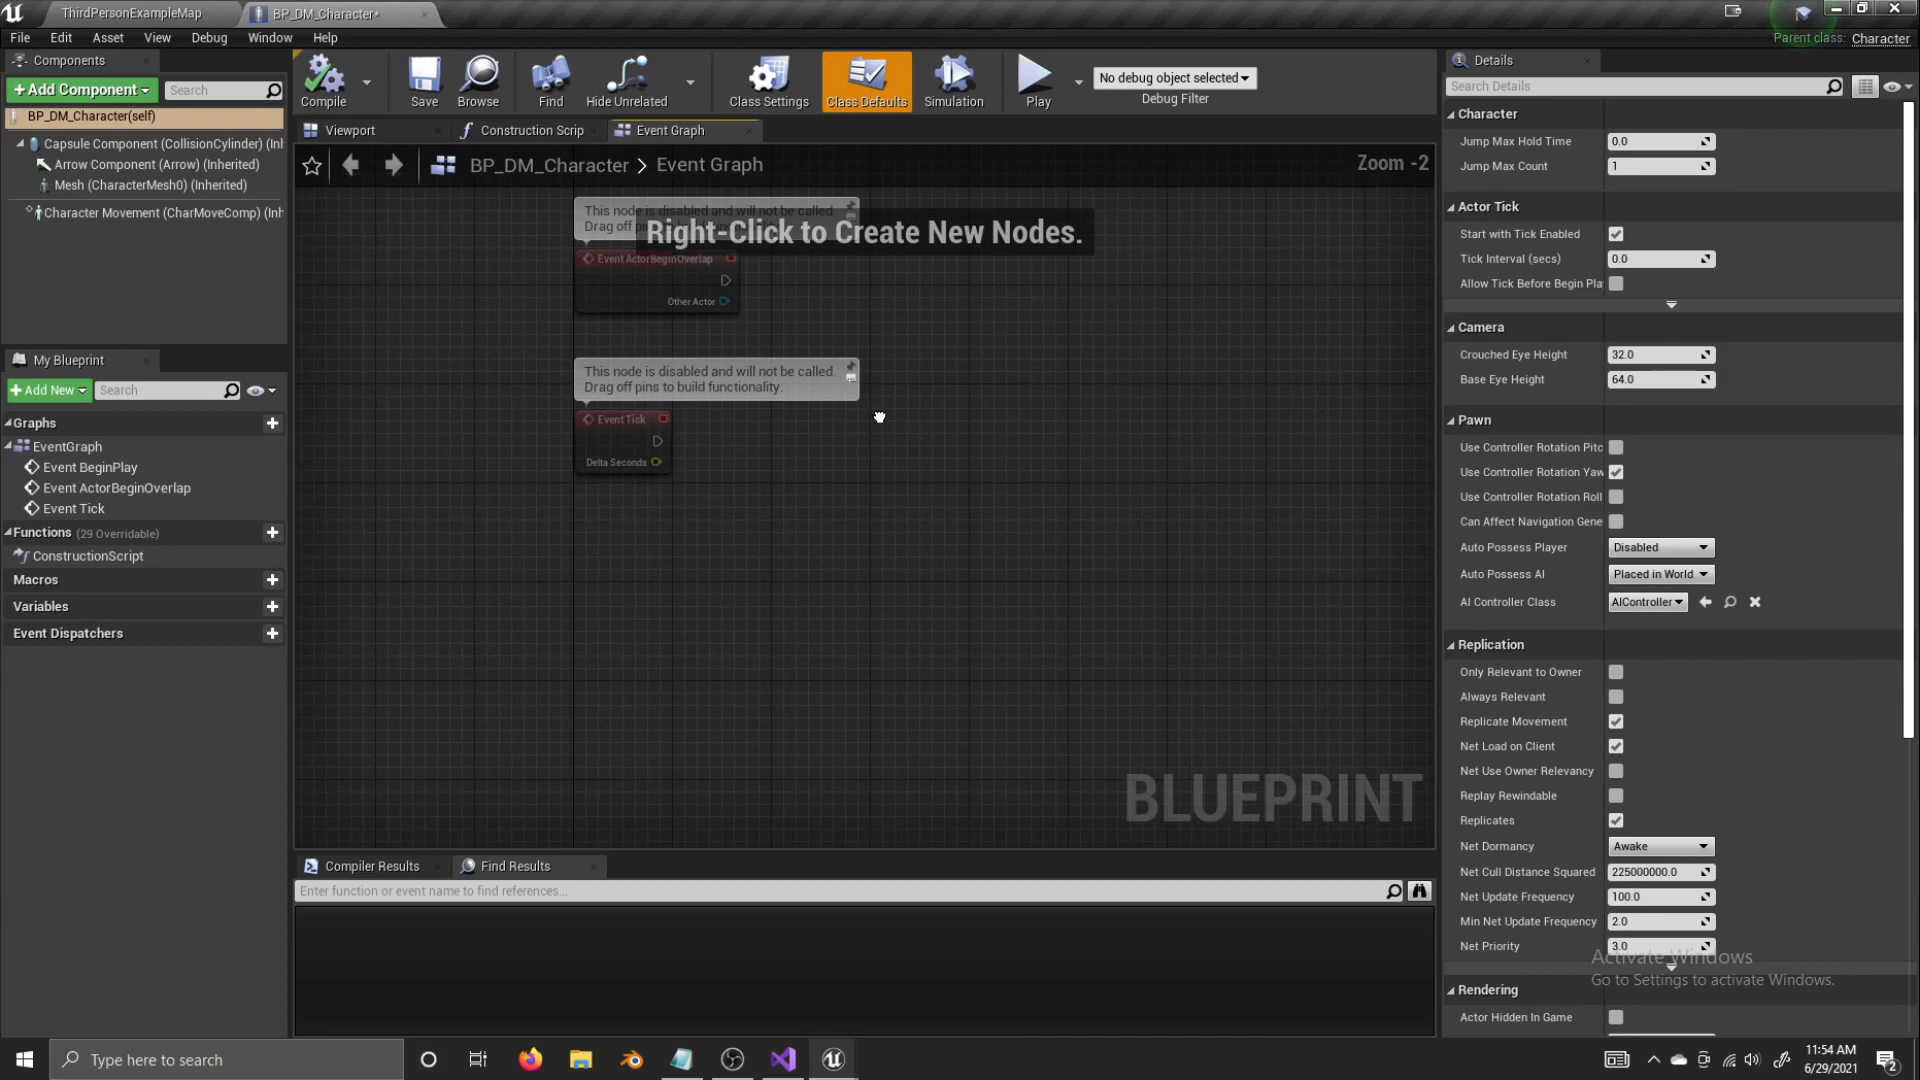 ThirdPersonExampleMap
BP_DM_Character*
File Edit Asset View Debug Window Help
Parent class: Character
Components
+Add Component
Search
BP_DM_Character(self)
Capsule Component (CollisionCylinder) (Inh
Arrow Component (Arrow) (Inherited)
Mesh (CharacterMesh0) (Inherited)
Character Movement (CharMoveComp) (Inh
My Blueprint
+Add New
Search
Graphs
EventGraph
Event BeginPlay
Event ActorBeginOverlap
Event Tick
Functions (29 Overridable)
ConstructionScript
Macros
Variables
Event Dispatchers
Compile
Save
Browse
Find
Hide Unrelated
Class Settings
Class Defaults
Simulation
Play
No debug object selected
Debug Filter
Viewport
Construction Scrip
Event Graph
BP_DM_Character > Event Graph
Zoom -2
This node is disabled and will not be called.
Drag off pins
Right-Click to Create New Nodes.
Event ActorBeginOverlap
Other Actor
This node is disabled and will not be called.
Drag off pins to build functionality.
Event Tick
Delta Seconds
BLUEPRINT
Compiler Results
Find Results
Enter function or event name to find references...
Details
Search Details
Character
Jump Max Hold Time 0.0
Jump Max Count 1
Actor Tick
Start with Tick Enabled
Tick Interval (secs) 0.0
Allow Tick Before Begin Pla
Camera
Crouched Eye Height 32.0
Base Eye Height 64.0
Pawn
Use Controller Rotation Pitc
Use Controller Rotation Yaw
Use Controller Rotation Roll
Can Affect Navigation Gene
Auto Possess Player Disabled
Auto Possess AI Placed in World
AI Controller Class AIController
Replication
Only Relevant to Owner
Always Relevant
Replicate Movement
Net Load on Client
Net Use Owner Relevancy
Replay Rewindable
Replicates
Net Dormancy Awake
Net Cull Distance Squared 225000000.0
Net Update Frequency 100.0
Min Net Update Frequency 2.0
Net Priority 3.0
Activate Windows
Go to Settings to activate Windows.
Rendering
Actor Hidden In Game
Type here to search
11:54 AM
6/29/2021
2